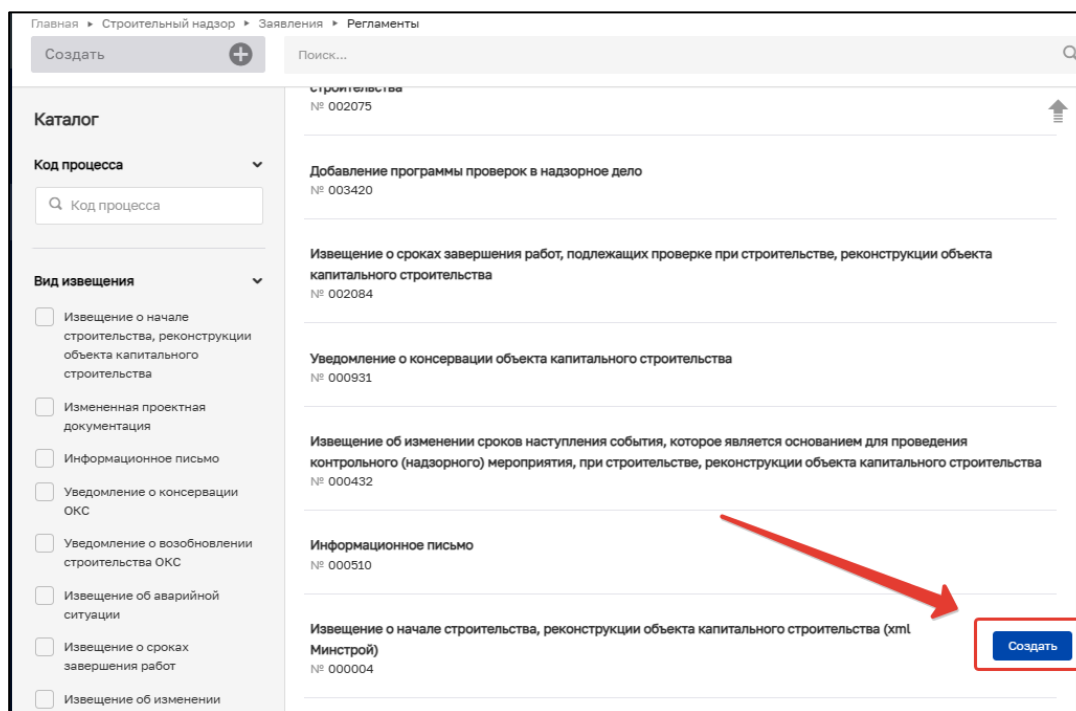 Главная ▸ Строительный надзор ▸ Заявления ▸ Регламенты
Создать
Поиск...
Каталог
Код процесса
Код процесса
Вид извещения
Извещение о начале
строительства, реконструкции
объекта капитального
строительства
Измененная проектная
документация
Информационное письмо
Уведомление о консервации
ОКС
Уведомление о возобновлении
строительства ОКС
Извещение об аварийной
ситуации
Извещение о сроках
завершения работ
Извещение об изменении
строительства
№ 002075
Добавление программы проверок в надзорное дело
№ 003420
Извещение о сроках завершения работ, подлежащих проверке при строительстве, реконструкции объекта
капитального строительства
№ 002084
Уведомление о консервации объекта капитального строительства
№ 000931
Извещение об изменении сроков наступления события, которое является основанием для проведения
контрольного (надзорного) мероприятия, при строительстве, реконструкции объекта капитального строительства
№ 000432
Информационное письмо
№ 000510
Извещение о начале строительства, реконструкции объекта капитального строительства (xml
Минстрой)
№ 000004
Создать